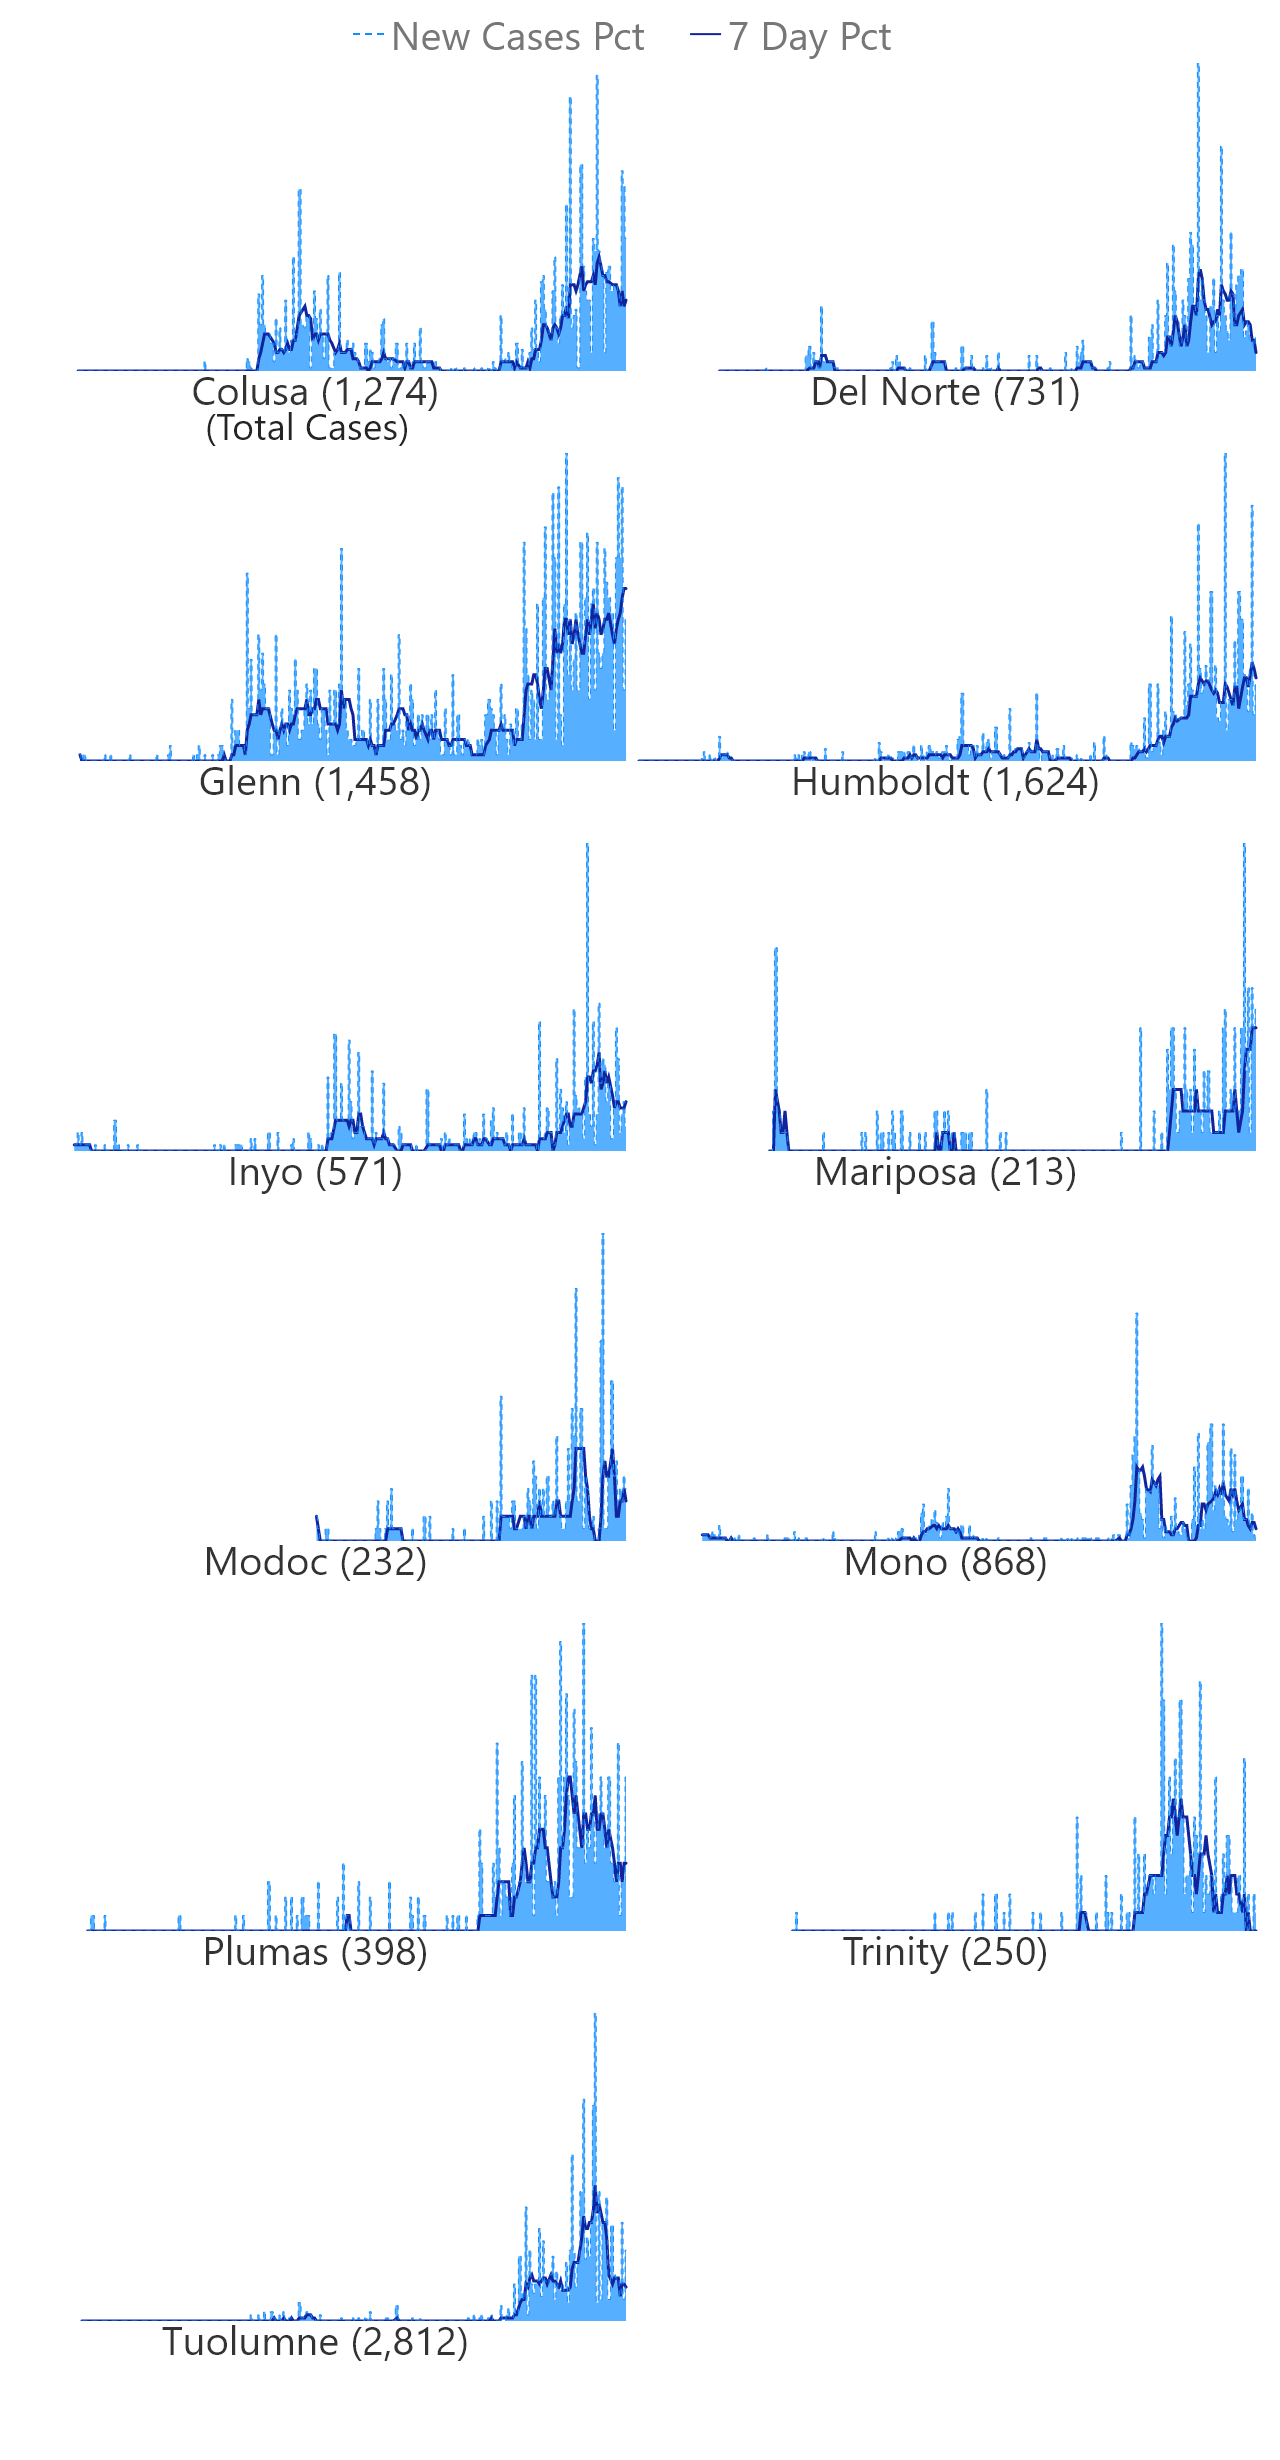 New Cases Pct 7 Day Pct
Colusa (1,274) Del Norte (731)
(Total Cases)
Glenn (1,458) Humboldt (1,624)
Inyo (571) Mariposa (213)
Modoc (232) Mono (868)
Plumas (398) Trinity (250)
Tuolumne (2,812)